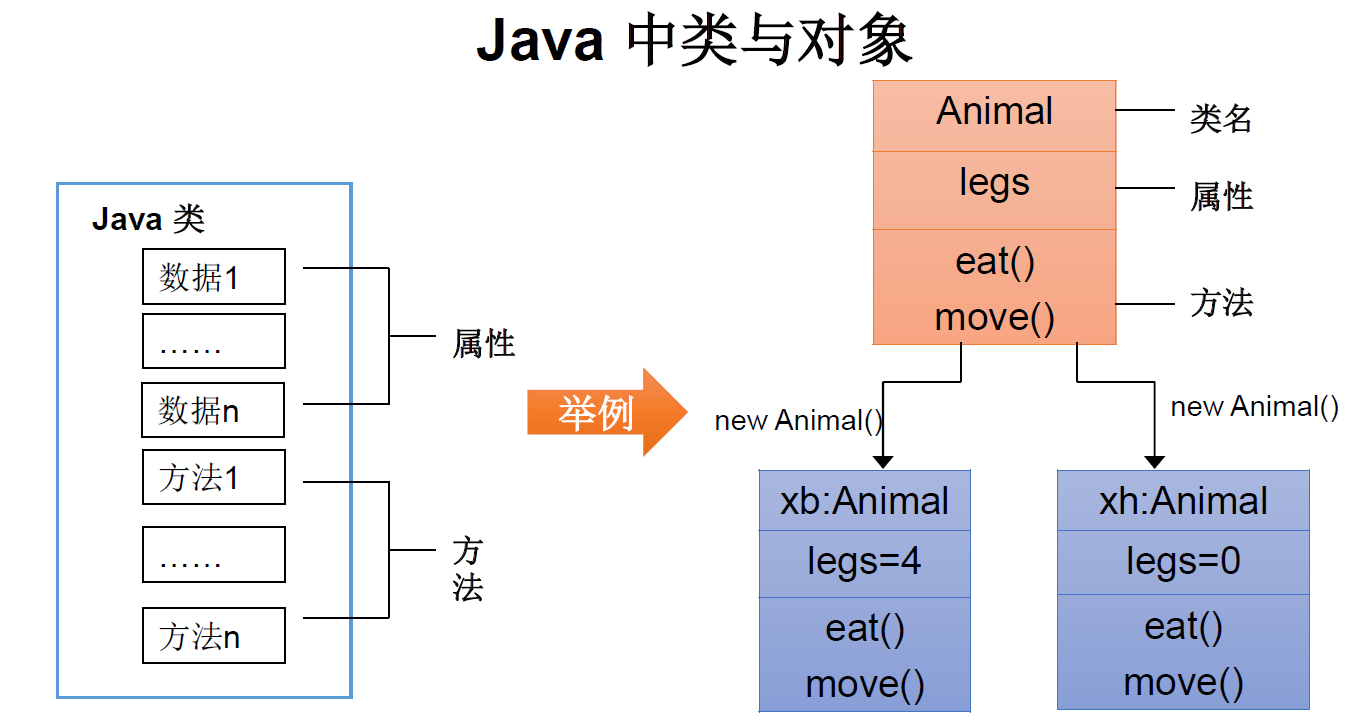 Java 中类与对象
Java 类
数据1
……
数据n
属性
方法1
……
方法n
方
法
举例
Animal
类名
legs
属性
eat()
move()
方法
new Animal()
new Animal()
xb:Animal
legs=4
eat()
move()
xh:Animal
legs=0
eat()
move()